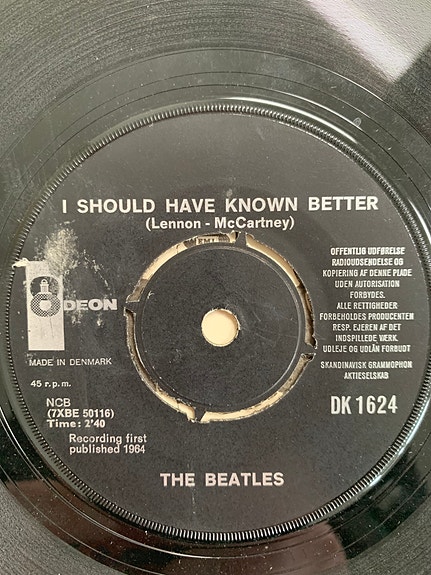 I SHOULD HAVE KNOWN BETTER
(Lennon - McCartney)
ODEON
MADE IN DENMARK
45 r.p.m.
NCB
(7XBE 50116)
Time: 2'40
Recording first
published 1964
OFFENTLIG UDFØRELSE
RADIOUDSENDELSE OG
KOPIERING AF DENNE PLADE
UDEN AUTORISATION
FORBYDES.
ALLE RETTIGHEDER
FORBEHOLDES PRODUCENTEN
RESP. EJEREN AF DET
INDSPILLEDE VÆRK.
UDLEJE OG UDLÅN FORBUDT
SKANDINAVISK GRAMMOPHON
AKTIESELSKAB
DK 1624
THE BEATLES